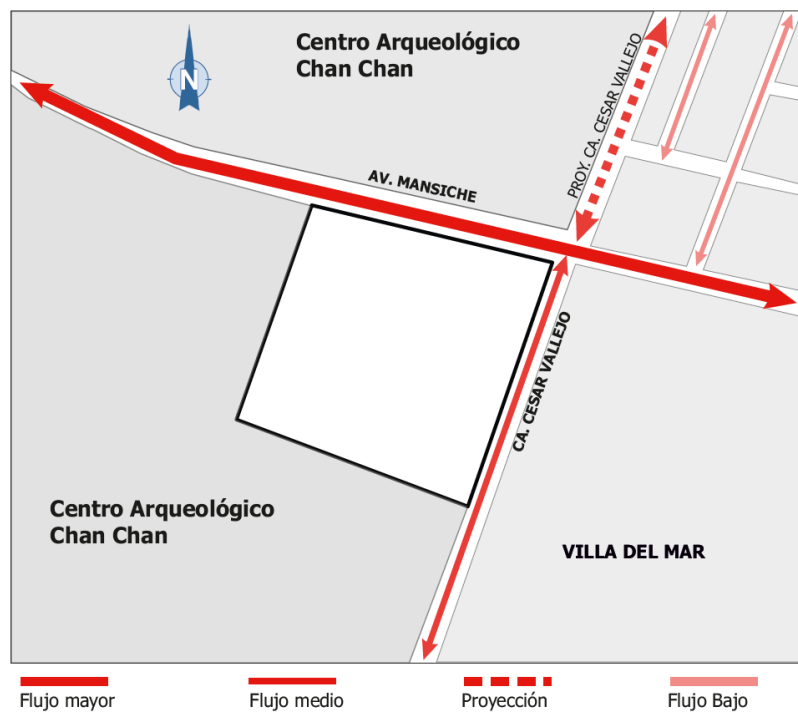 Centro Arqueológico
Chan Chan
N
PROY. CA. CESAR VALLEJO
AV. MANSICHE
CA. CESAR VALLEJO
Centro Arqueológico
Chan Chan
VILLA DEL MAR
Flujo mayor
Flujo medio
Proyección
Flujo Bajo